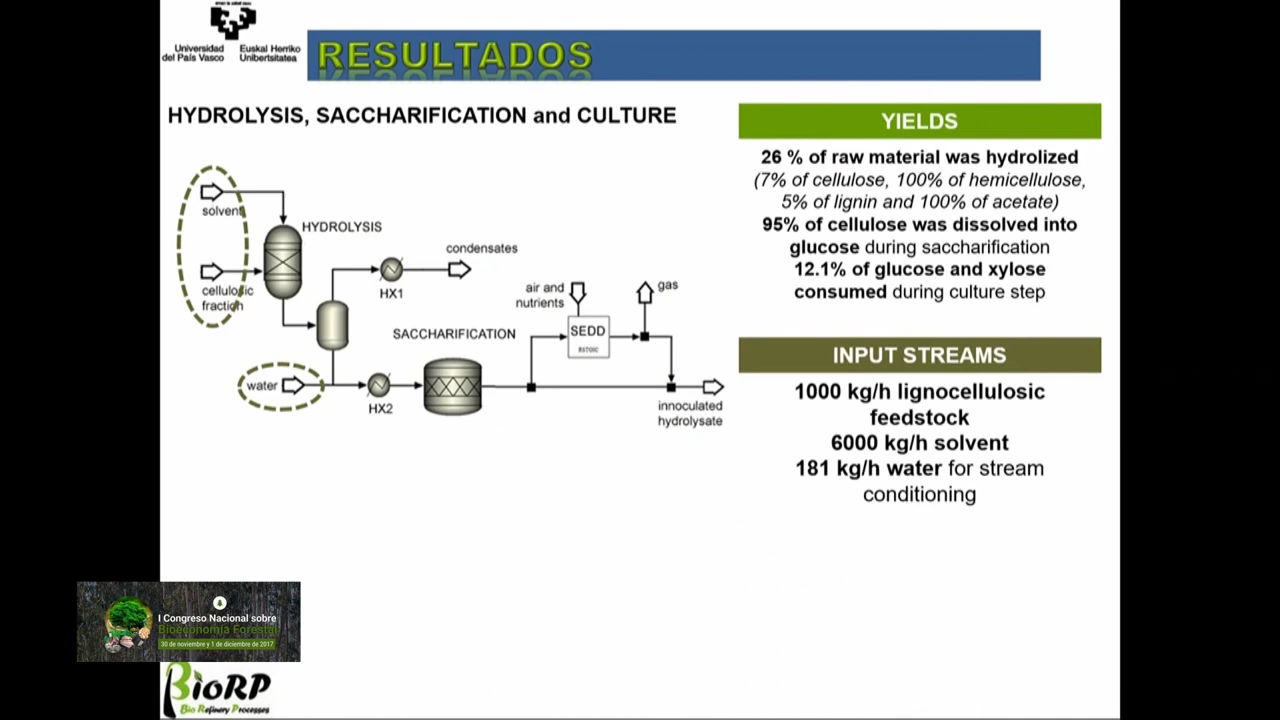 Universidad del País Vasco
Euskal Herriko Unibertsitatea
RESULTADOS
HYDROLYSIS, SACCHARIFICATION and CULTURE
solvent
HYDROLYSIS
cellulosic
fraction
condensates
HX1
air and
nutrients
gas
SACCHARIFICATION
SEDD
RSTOIC
water
HX2
innoculated
hydrolysate
YIELDS
26 % of raw material was hydrolized
(7% of cellulose, 100% of hemicellulose,
5% of lignin and 100% of acetate)
95% of cellulose was dissolved into
glucose during saccharification
12.1% of glucose and xylose
consumed during culture step
INPUT STREAMS
1000 kg/h lignocellulosic
feedstock
6000 kg/h solvent
181 kg/h water for stream
conditioning
I Congreso Nacional sobre
Bioeconomía Forestal
30 de noviembre y 1 de diciembre de 2017
BioRP
Bio Refinery Processes